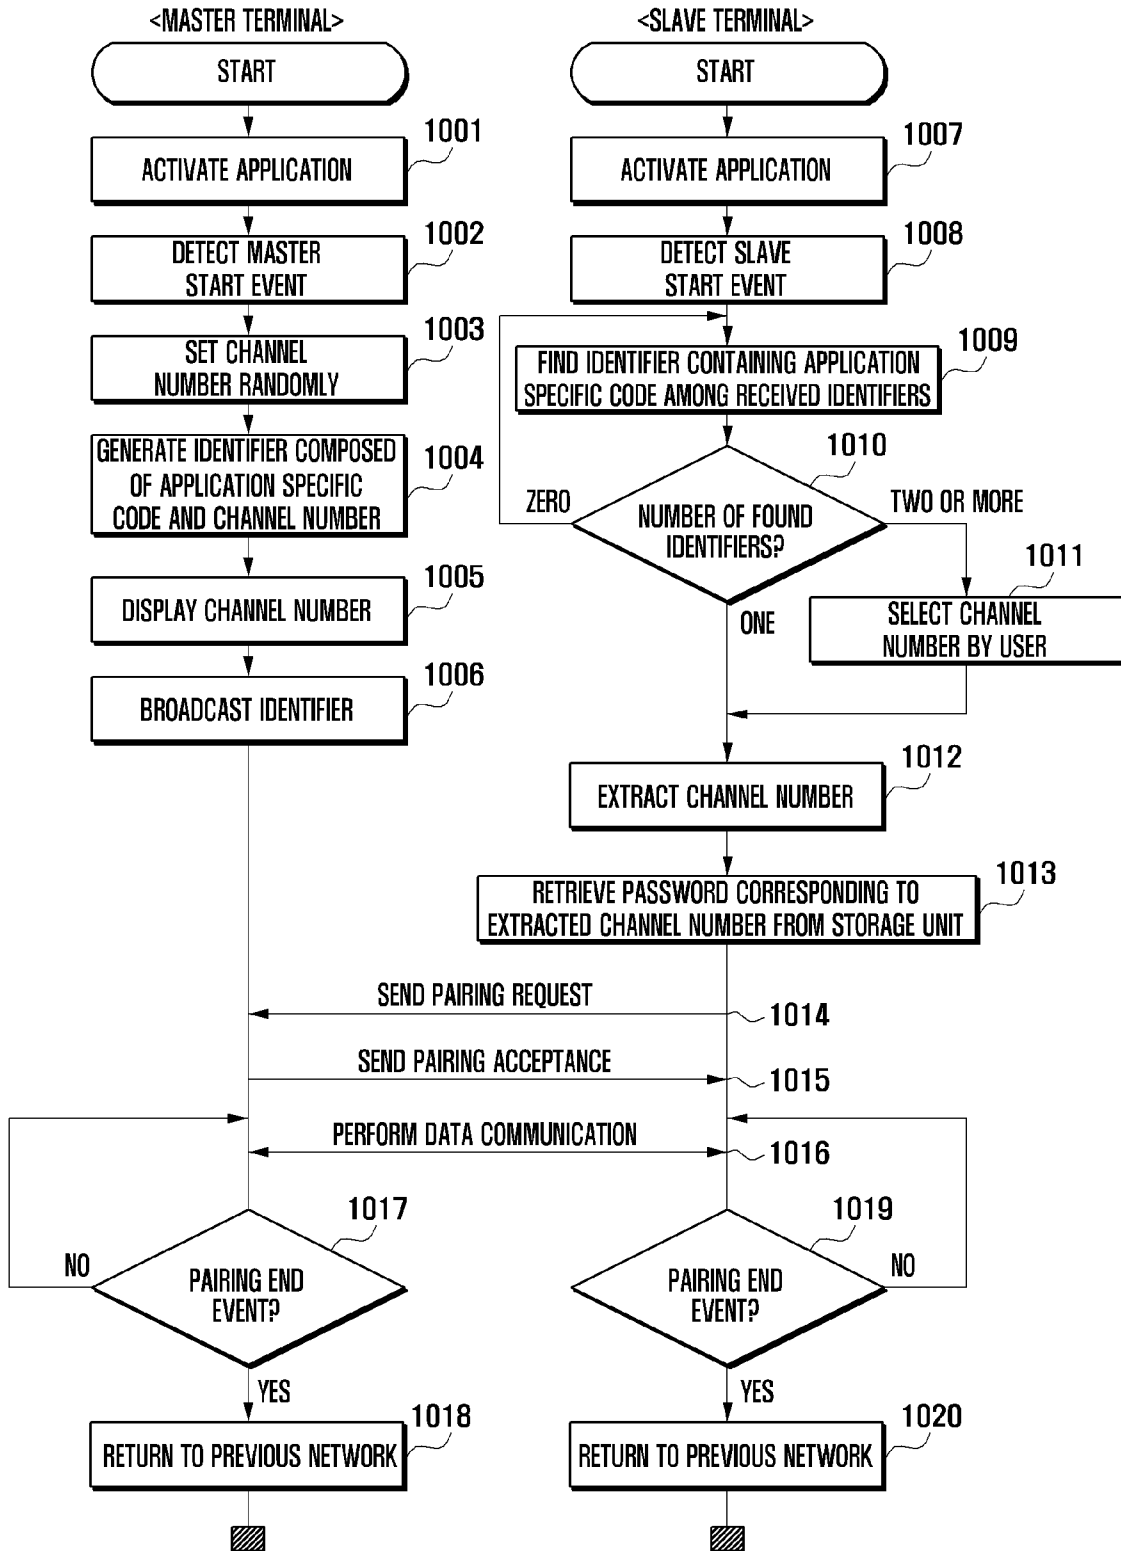 <MASTER TERMINAL>
START
1001
ACTIVATE APPLICATION
1002
DETECT MASTER
START EVENT
1003
SET CHANNEL
NUMBER RANDOMLY
1004
GENERATE IDENTIFIER COMPOSED
OF APPLICATION SPECIFIC
CODE AND CHANNEL NUMBER
1005
DISPLAY CHANNEL NUMBER
1006
BROADCAST IDENTIFIER
<SLAVE TERMINAL>
START
1007
ACTIVATE APPLICATION
1008
DETECT SLAVE
START EVENT
1009
FIND IDENTIFIER CONTAINING APPLICATION
SPECIFIC CODE AMONG RECEIVED IDENTIFIERS
1010
ZERO
NUMBER OF FOUND
IDENTIFIERS?
TWO OR MORE
1011
ONE
SELECT CHANNEL
NUMBER BY USER
1012
EXTRACT CHANNEL NUMBER
1013
RETRIEVE PASSWORD CORRESPONDING TO
EXTRACTED CHANNEL NUMBER FROM STORAGE UNIT
SEND PAIRING REQUEST
1014
SEND PAIRING ACCEPTANCE
1015
PERFORM DATA COMMUNICATION
1016
1017
NO
PAIRING END
EVENT?
YES
1018
RETURN TO PREVIOUS NETWORK
1019
NO
PAIRING END
EVENT?
YES
1020
RETURN TO PREVIOUS NETWORK